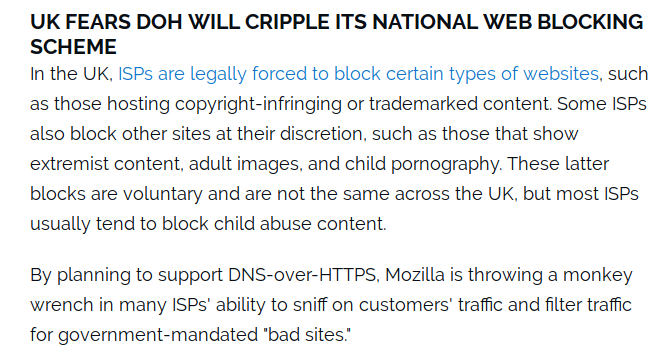 UK FEARS DOH WILL CRIPPLE ITS NATIONAL WEB BLOCKING
SCHEME
In the UK, ISPs are legally forced to block certain types of websites, such
as those hosting copyright-infringing or trademarked content. Some ISPs
also block other sites at their discretion, such as those that show
extremist content, adult images, and child pornography. These latter
blocks are voluntary and are not the same across the UK, but most ISPs
usually tend to block child abuse content.
By planning to support DNS-over-HTTPS, Mozilla is throwing a monkey
wrench in many ISPs' ability to sniff on customers' traffic and filter traffic
for government-mandated "bad sites."